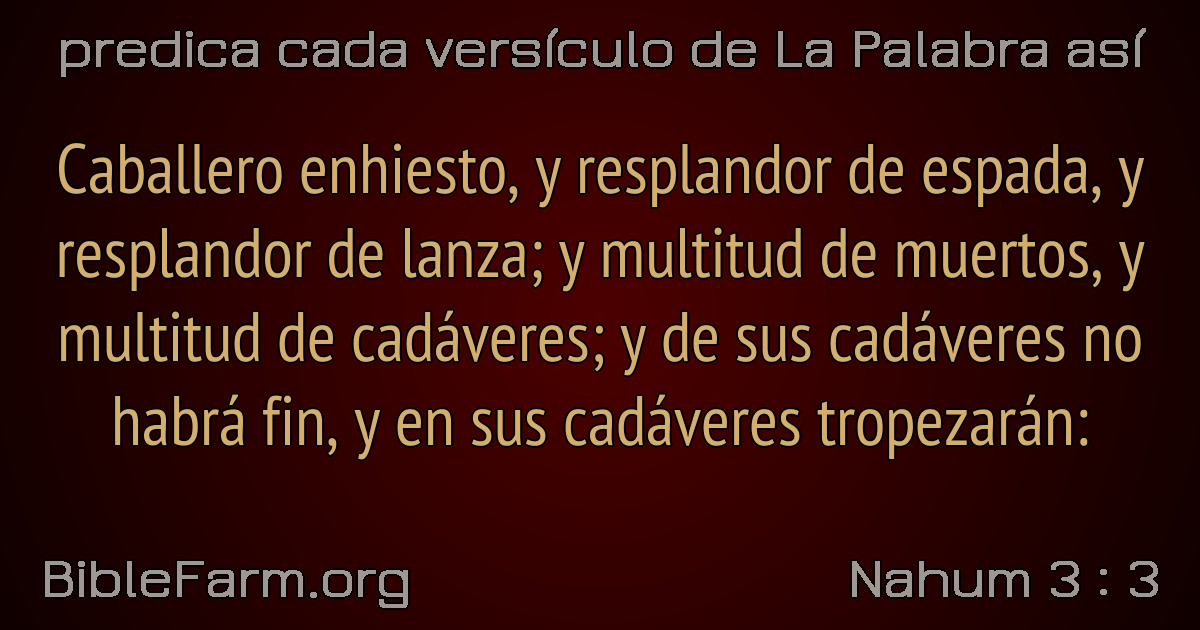 predica cada versículo de La Palabra así
Caballero enhiesto, y resplandor de espada, y
resplandor de lanza; y multitud de muertos, y
multitud de cadáveres; y de sus cadáveres no
habrá fin, y en sus cadáveres tropezarán:
BibleFarm.org
Nahum 3 : 3